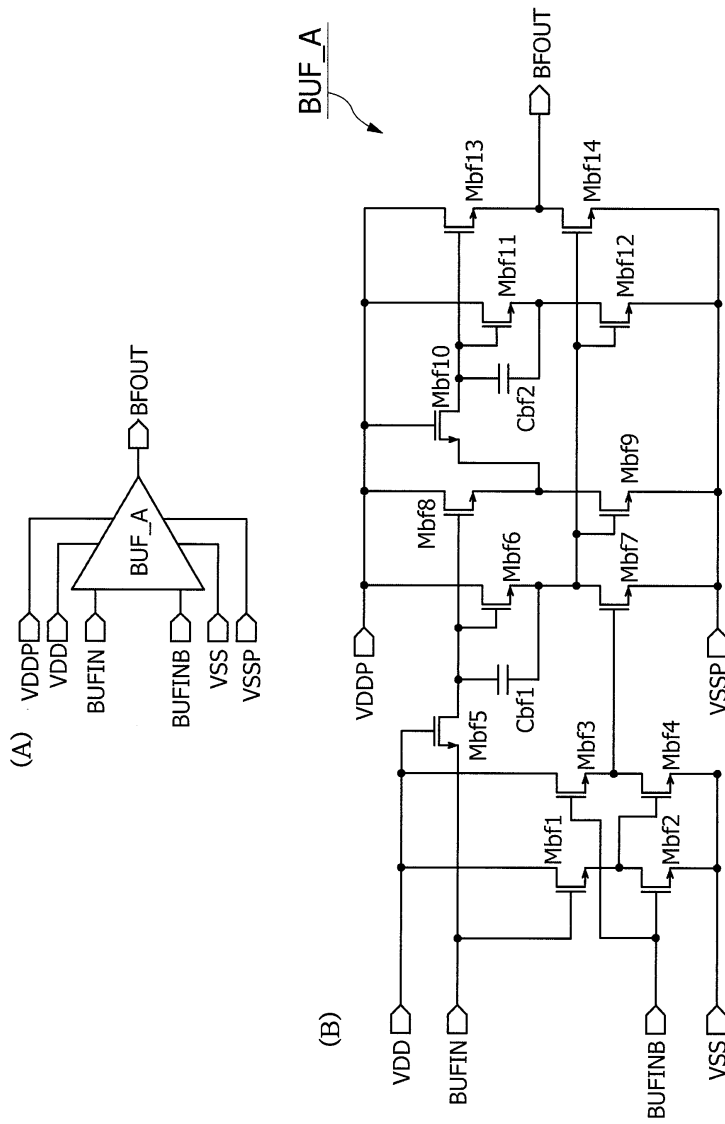 (A)
VDDP
VDD
BUFIN
BUFINB
VSS
VSSP
BUF_A
BFOUT
(B)
BUF_A
VDD
BUFIN
BUFINB
VSS
VDDP
VSSP
Mbf1
Mbf2
Mbf3
Mbf4
Mbf5
Cbf1
Mbf6
Mbf7
Mbf8
Mbf9
Mbf10
Cbf2
Mbf11
Mbf12
Mbf13
Mbf14
BFOUT